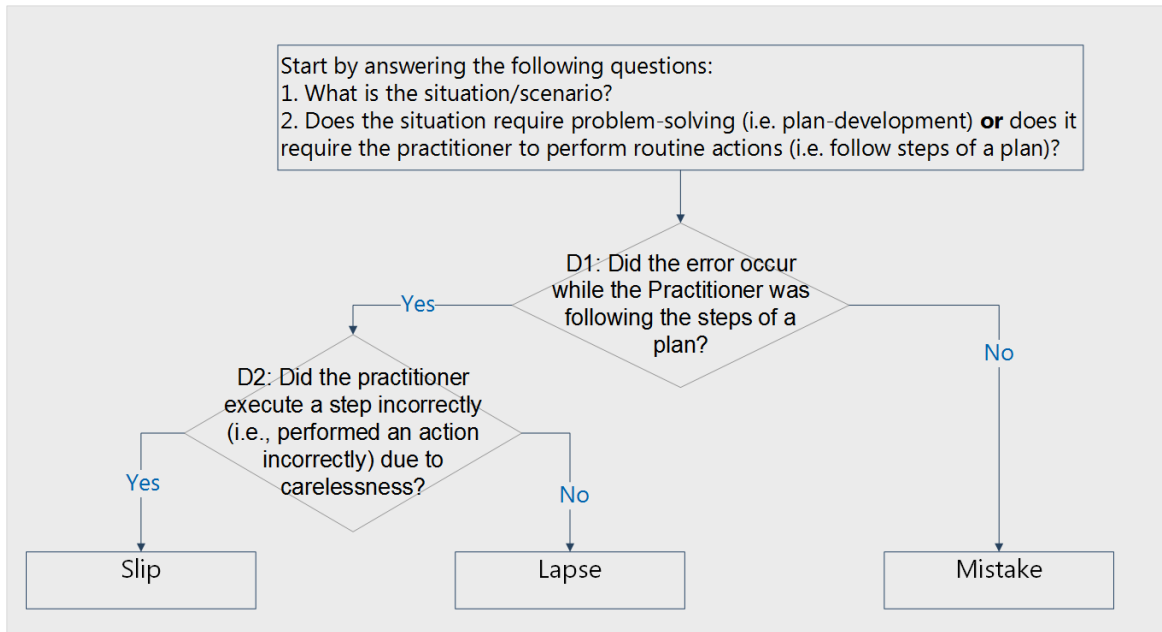 Start by answering the following questions:
1. What is the situation/scenario?
2. Does the situation require problem-solving (i.e. plan-development) or does it
require the practitioner to perform routine actions (i.e. follow steps of a plan)?
D1: Did the error occur
while the Practitioner was
following the steps of a
plan?
Yes
No
D2: Did the practitioner
execute a step incorrectly
(i.e., performed an action
incorrectly) due to
carelessness?
Yes
No
Slip
Lapse
Mistake